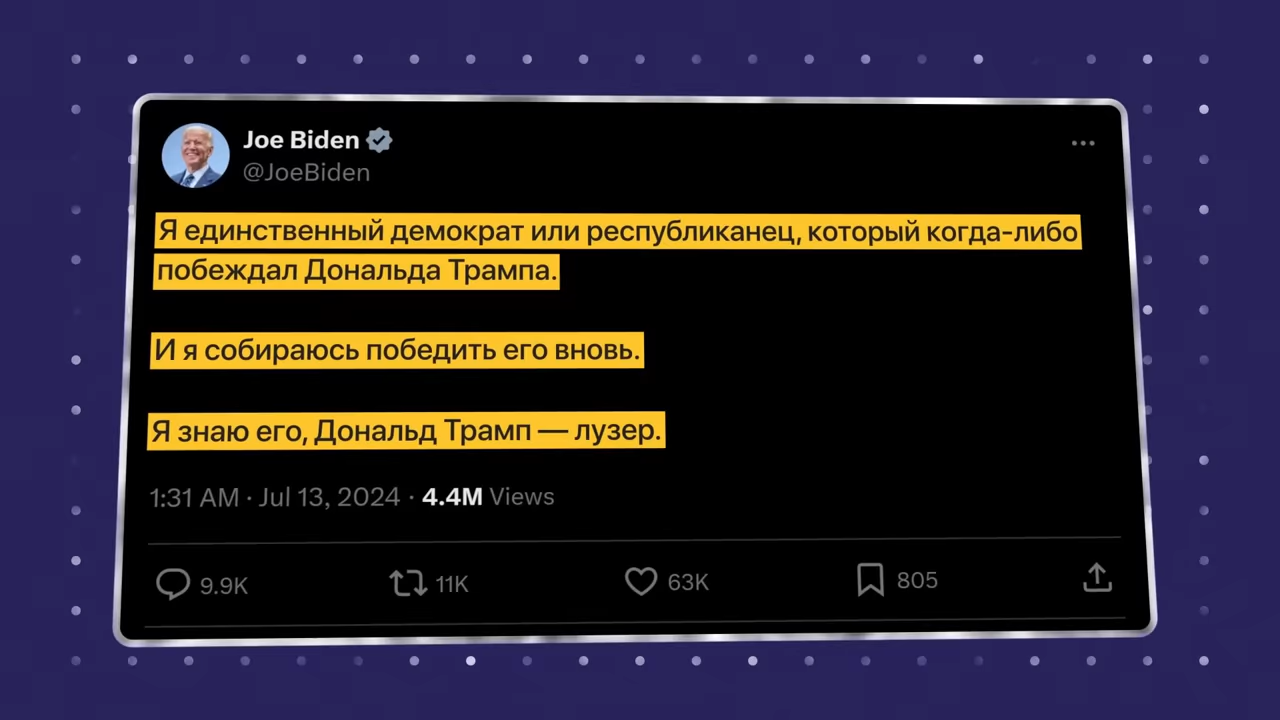 Joe Biden
@JoeBiden
Я единственный демократ или республиканец, который когда-либо
побеждал Дональда Трампа.
И я собираюсь победить его вновь.
Я знаю его, Дональд Трамп — лузер.
1:31 AM · Jul 13, 2024 · 4.4M Views
9.9K 11K 63K 805